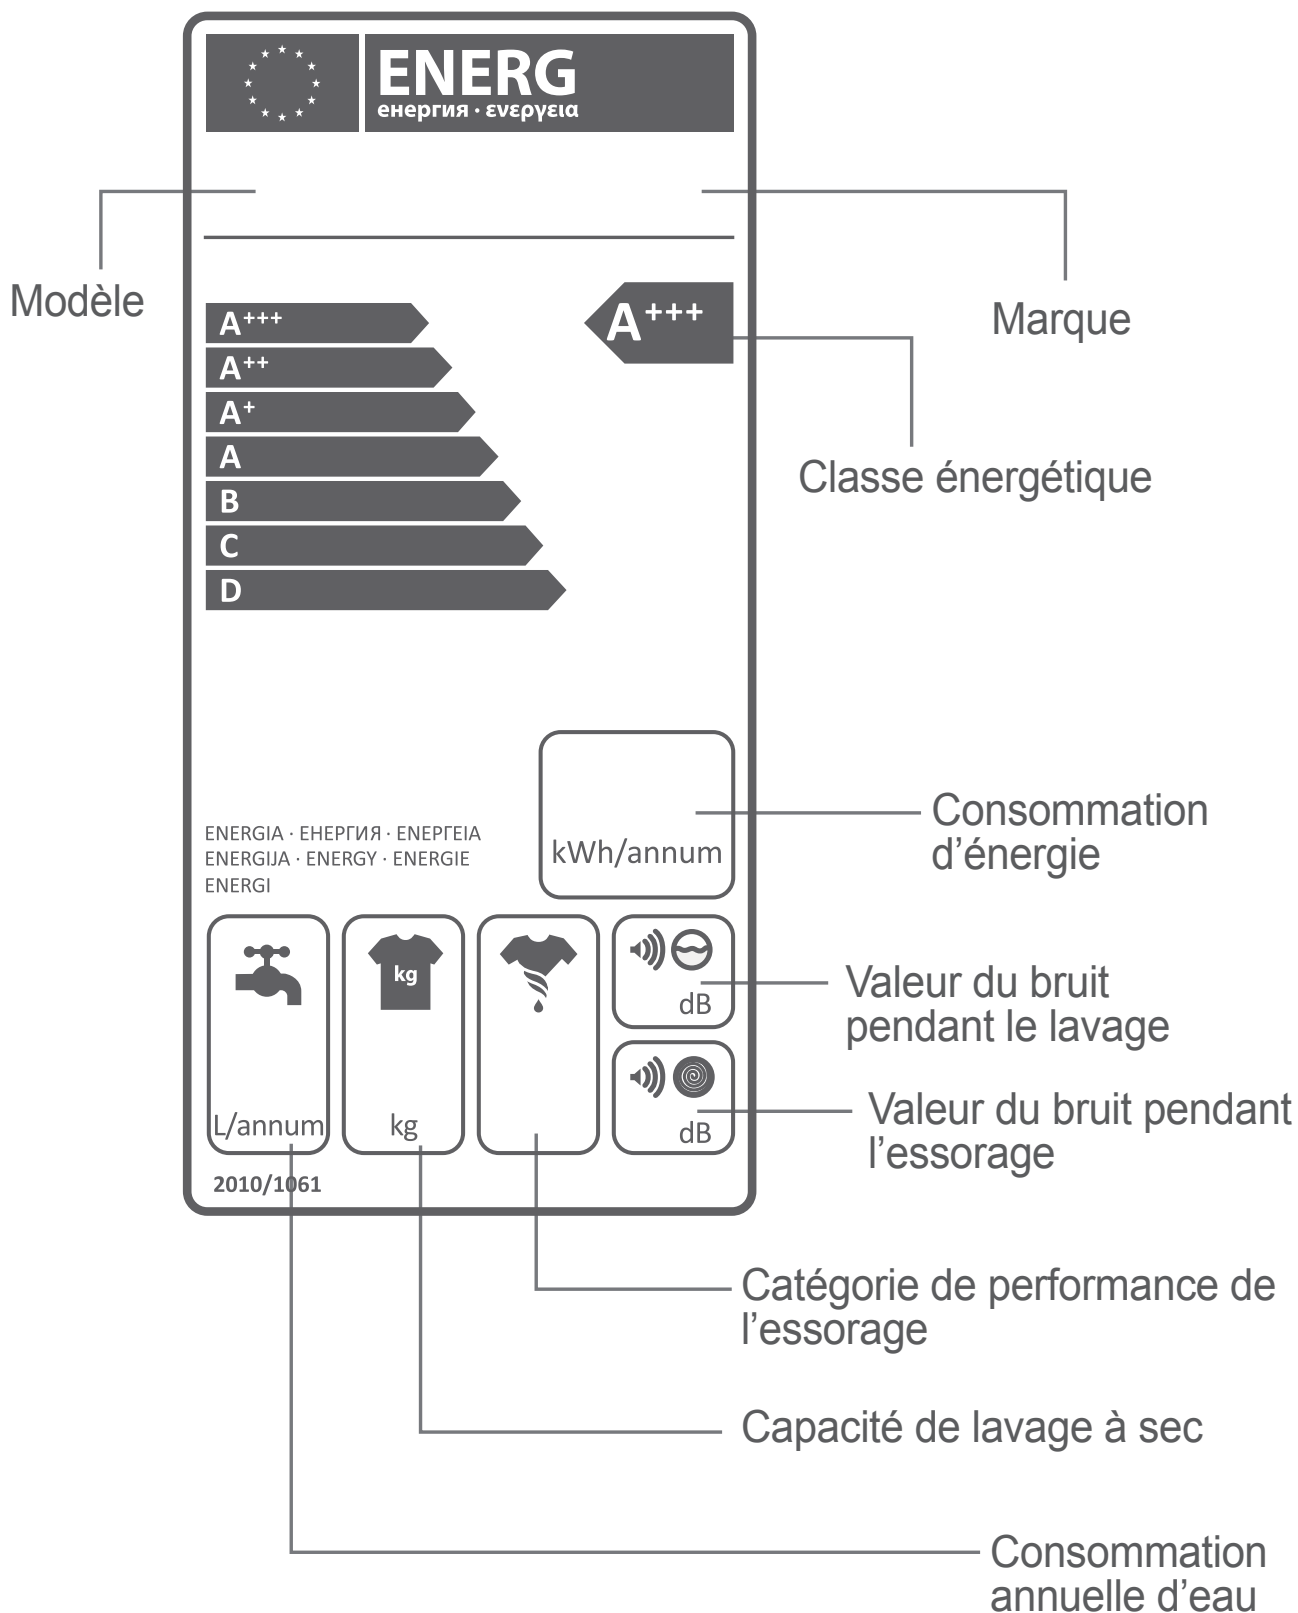 ENERG
енергия · ενεργεια
Modèle
Marque
A+++
A+++
A++
A+
A
B
C
D
Classe énergétique
Consommation
d’énergie
kWh/annum
ENERGIA · ЕНЕРГИЯ · ΕΝΕΡΓΕΙΑ
ENERGIJA · ENERGY · ENERGIE
ENERGI
kg
dB
Valeur du bruit
pendant le lavage
L/annum
kg
dB
Valeur du bruit pendant
l’essorage
2010/1061
Catégorie de performance de
l’essorage
Capacité de lavage à sec
Consommation
annuelle d’eau